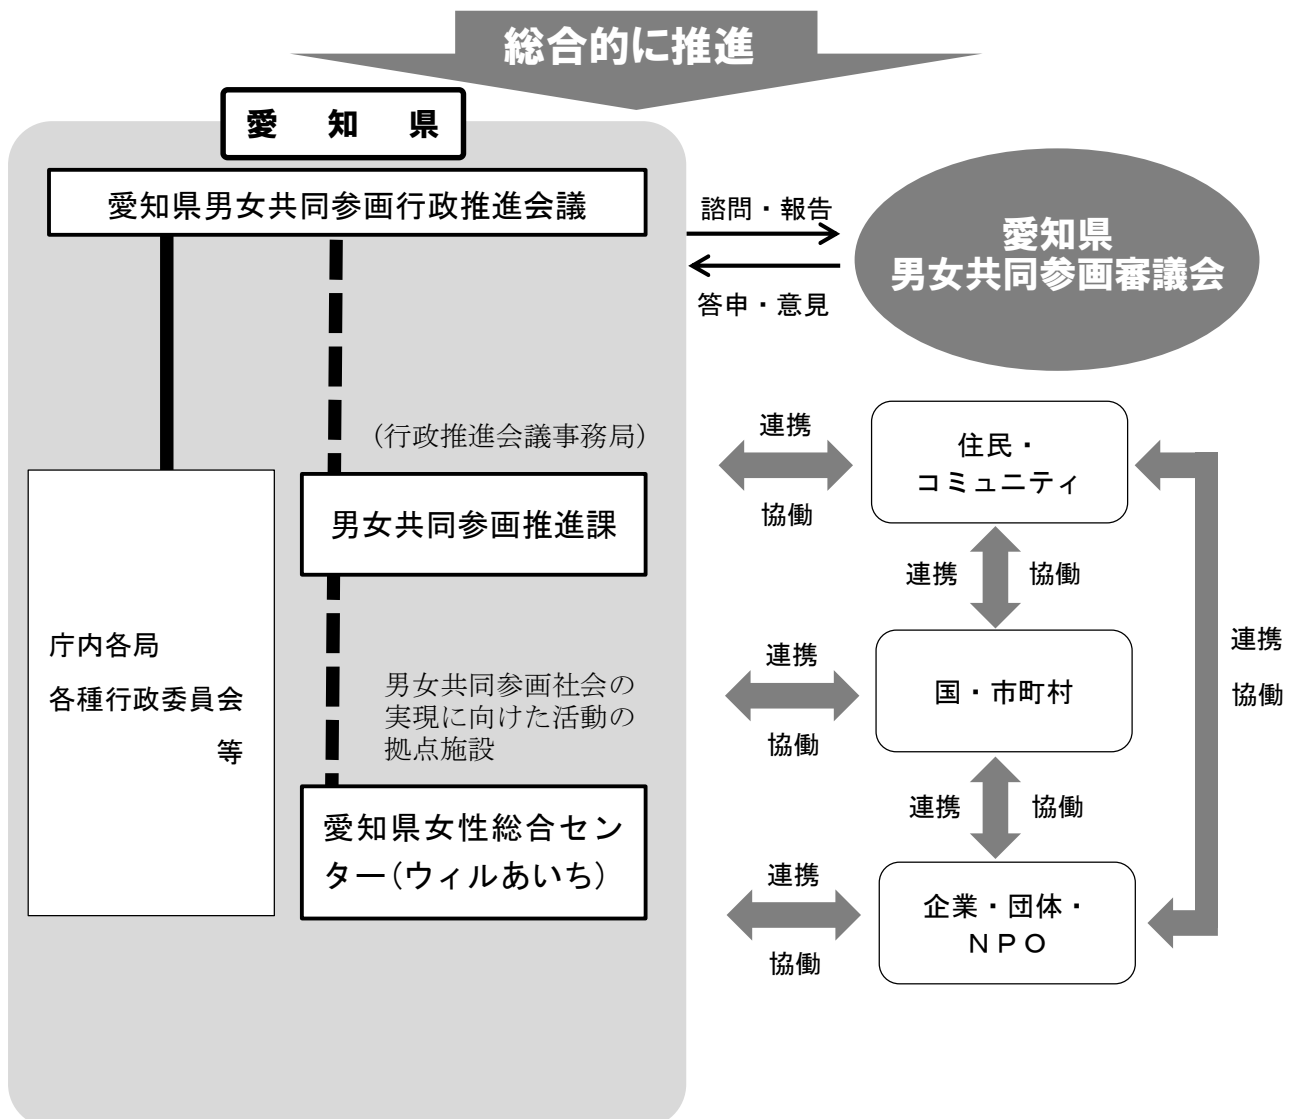 総合的に推進
愛 知 県
愛知県男女共同参画行政推進会議
諮問・報告
答申・意見
愛知県
男女共同参画審議会
(行政推進会議事務局)
男女共同参画推進課
庁内各局
各種行政委員会
等
男女共同参画社会の
実現に向けた活動の
拠点施設
愛知県女性総合セン
ター(ウィルあいち)
連携
協働
住民・
コミュニティ
連携 協働
連携
協働
国・市町村
連携
協働
連携 協働
連携
協働
企業・団体・
ＮＰＯ